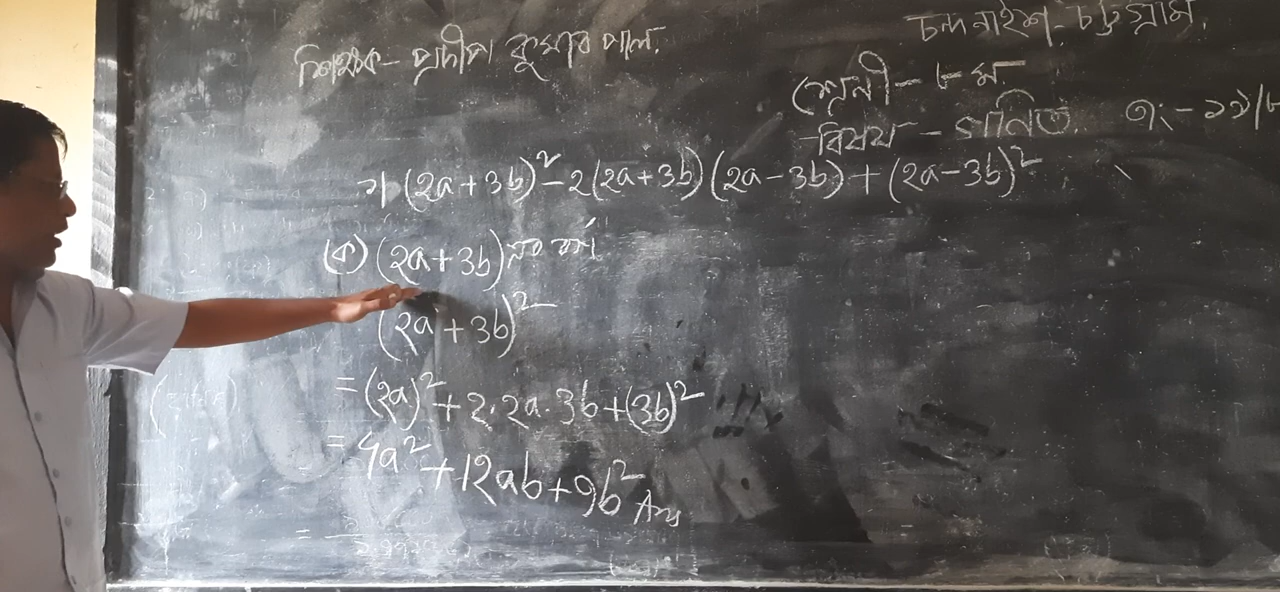 চন্দনাইশ, চট্টগ্রাম,
শিক্ষক- প্রদীপ কুমার পাল,
শ্রেণী - ৮ম
বিষয় - গণিত,
১। (2a+3b)² - 2(2a+3b)(2a-3b) + (2a-3b)²
(ক) (2a+3b) এর বর্গ
(2a+3b)²
= (2a)² + 2.2a.3b + (3b)²
= 4a² + 12ab + 9b² Ans